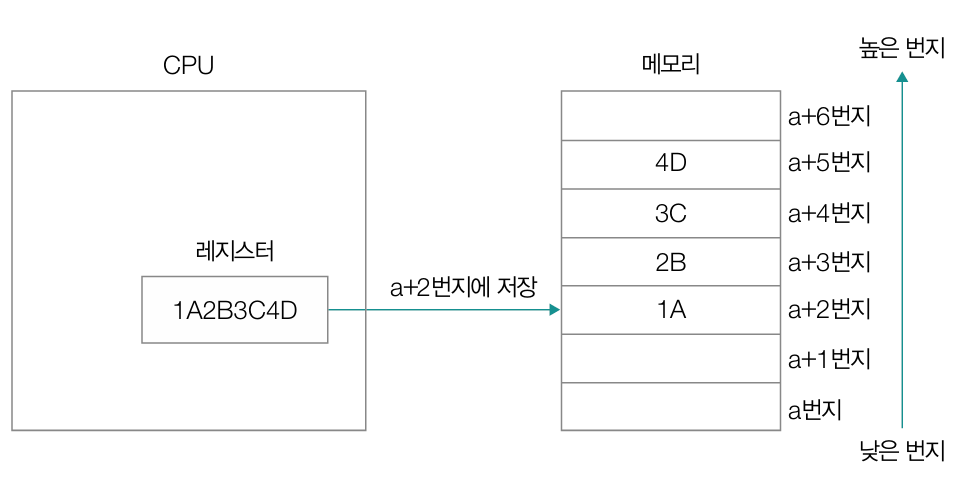 CPU
메모리
높은 번지
a+6번지
4D
a+5번지
3C
a+4번지
레지스터
2B
a+3번지
a+2번지에 저장
1A2B3C4D
1A
a+2번지
a+1번지
a번지
낮은 번지